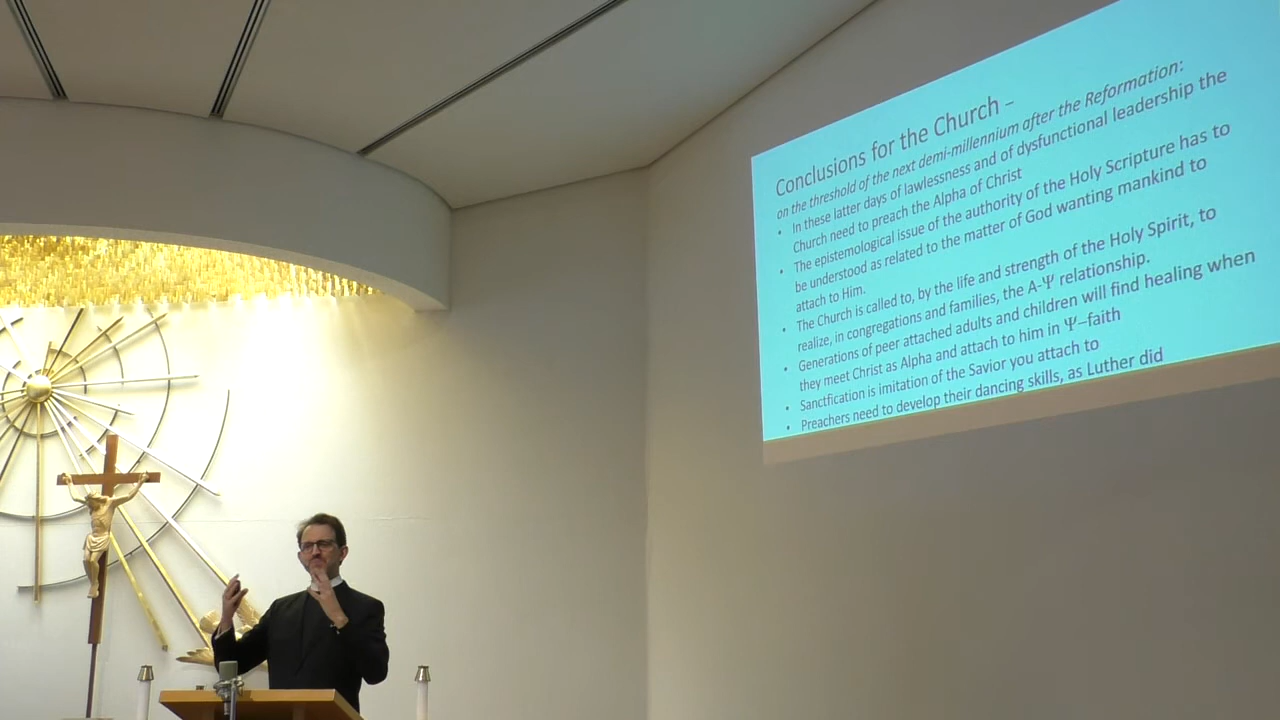 Conclusions for the Church –
on the threshold of the next demi-millennium after the Reformation:
• In these latter days of lawlessness and of dysfunctional leadership the
Church need to preach the Alpha of Christ
• The epistemological issue of the authority of the Holy Scripture has to
be understood as related to the matter of God wanting mankind to
attach to Him.
• The Church is called to, by the life and strength of the Holy Spirit, to
realize, in congregations and families, the A-Ψ relationship.
• Generations of peer attached adults and children will find healing when
they meet Christ as Alpha and attach to him in Ψ–faith
• Sanctfication is imitation of the Savior you attach to
• Preachers need to develop their dancing skills, as Luther did